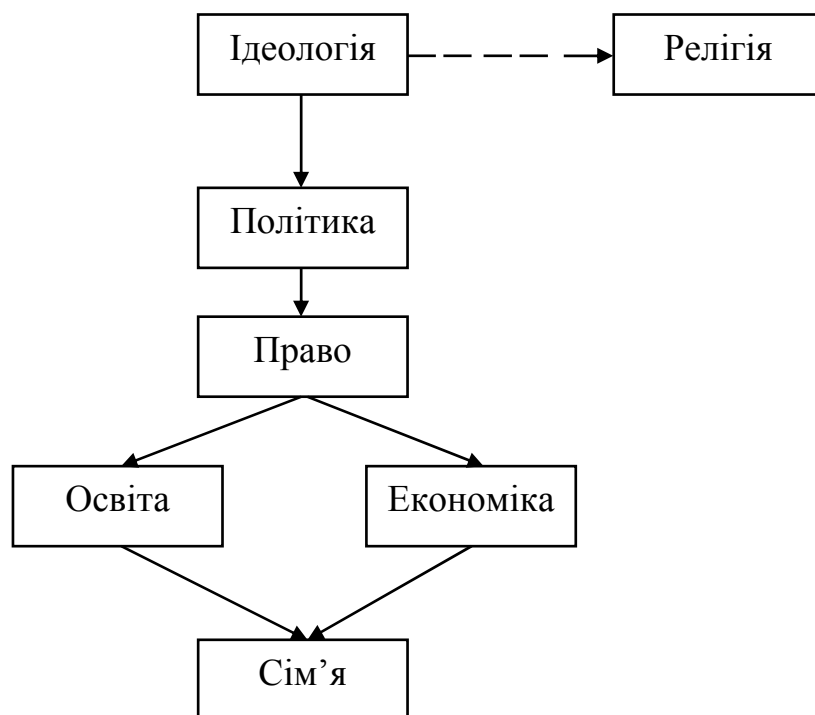 Ідеологія
Релігія
Політика
Право
Освіта
Економіка
Сім’я